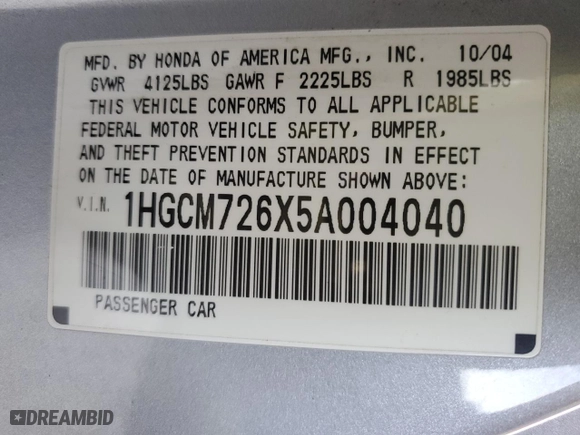 MFD. BY HONDA OF AMERICA MFG., INC. 10/04
GVWR 4125LBS GAWR F 2225LBS R 1985LBS
THIS VEHICLE CONFORMS TO ALL APPLICABLE
FEDERAL MOTOR VEHICLE SAFETY, BUMPER,
AND THEFT PREVENTION STANDARDS IN EFFECT
ON THE DATE OF MANUFACTURE SHOWN ABOVE:
V.I.N. 1HGCM726X5A004040
PASSENGER CAR
DREAMBID